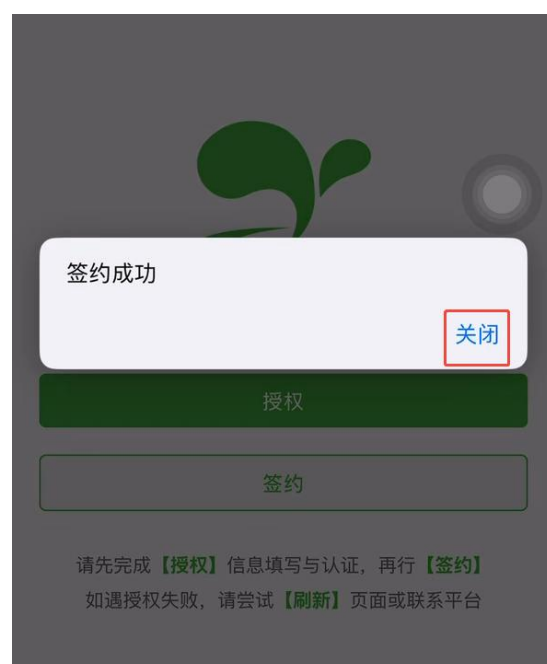 签约成功
关闭
授权
签约
请先完成【授权】信息填写与认证，再行【签约】
如遇授权失败，请尝试【刷新】页面或联系平台